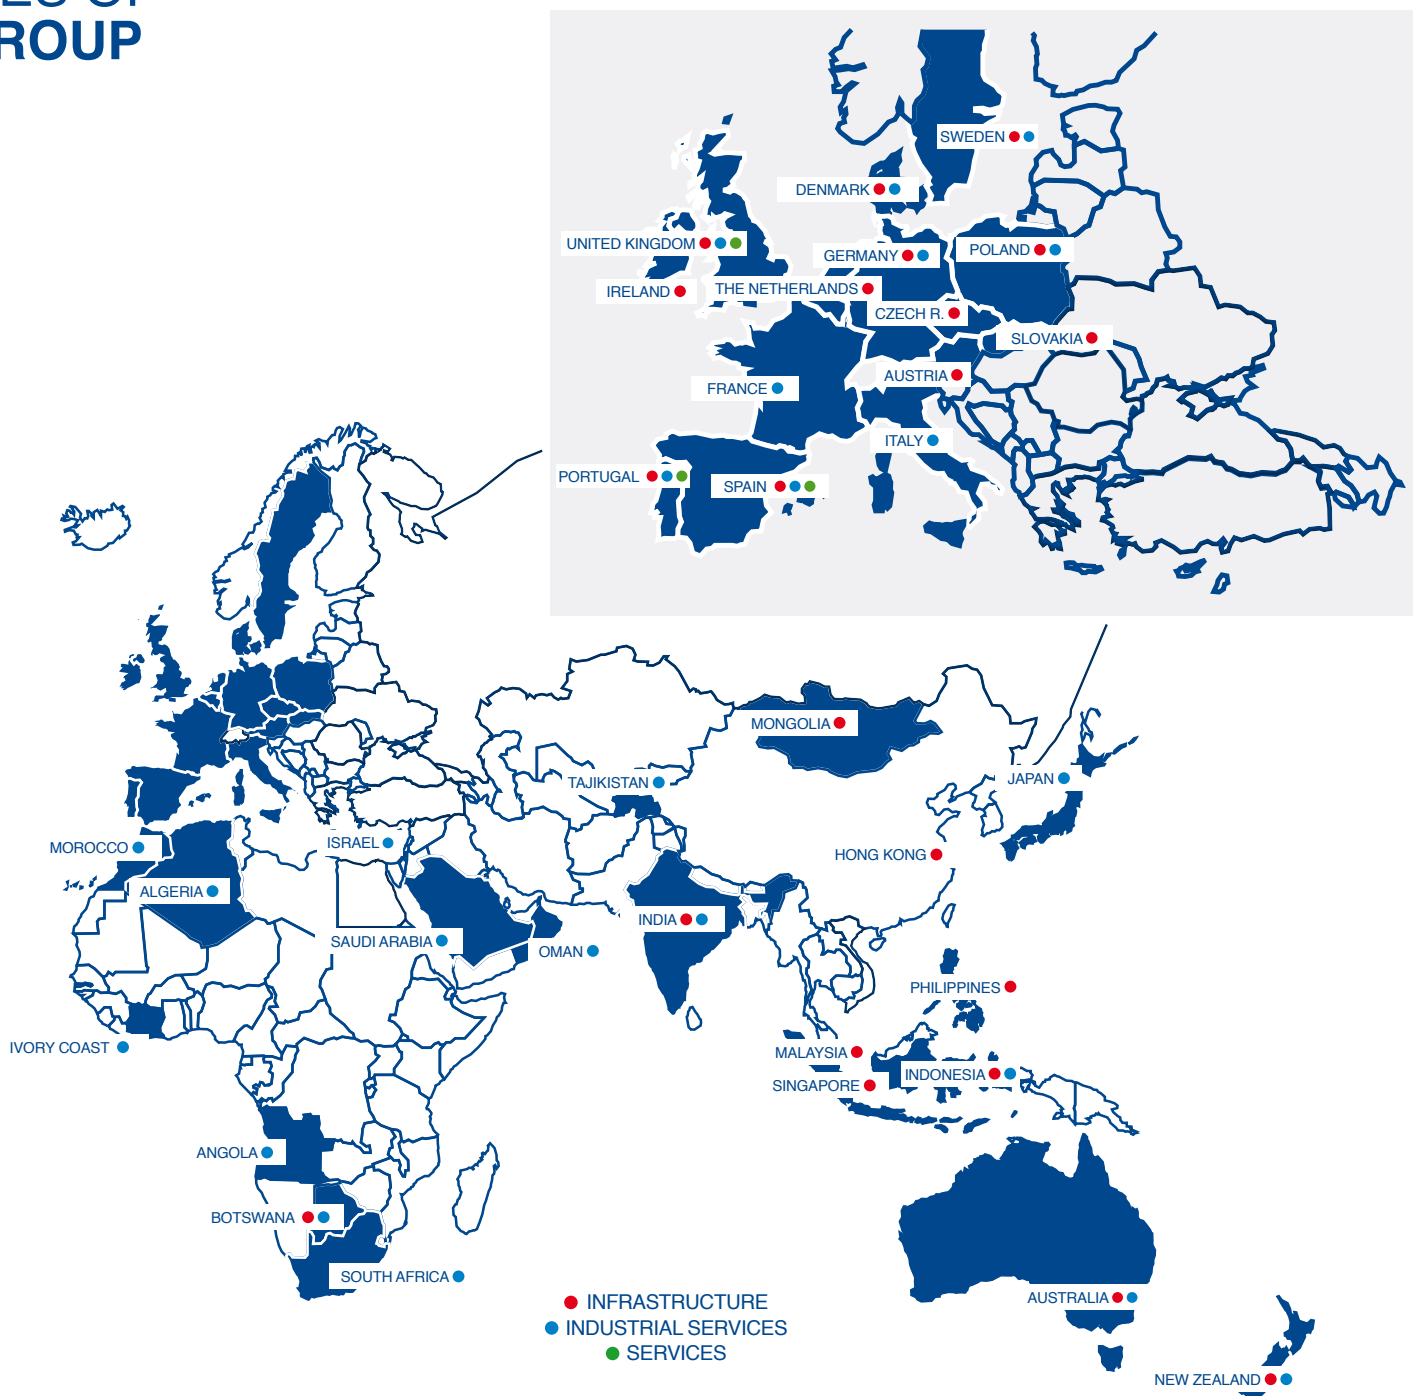 ROUP
SWEDEN
DENMARK
UNITED KINGDOM
GERMANY
POLAND
IRELAND
THE NETHERLANDS
CZECH R.
SLOVAKIA
AUSTRIA
FRANCE
ITALY
PORTUGAL
SPAIN
MONGOLIA
TAJIKISTAN
JAPAN
MOROCCO
ISRAEL
HONG KONG
ALGERIA
INDIA
SAUDI ARABIA
OMAN
PHILIPPINES
IVORY COAST
MALAYSIA
INDONESIA
SINGAPORE
ANGOLA
BOTSWANA
SOUTH AFRICA
AUSTRALIA
INFRASTRUCTURE
INDUSTRIAL SERVICES
SERVICES
NEW ZEALAND